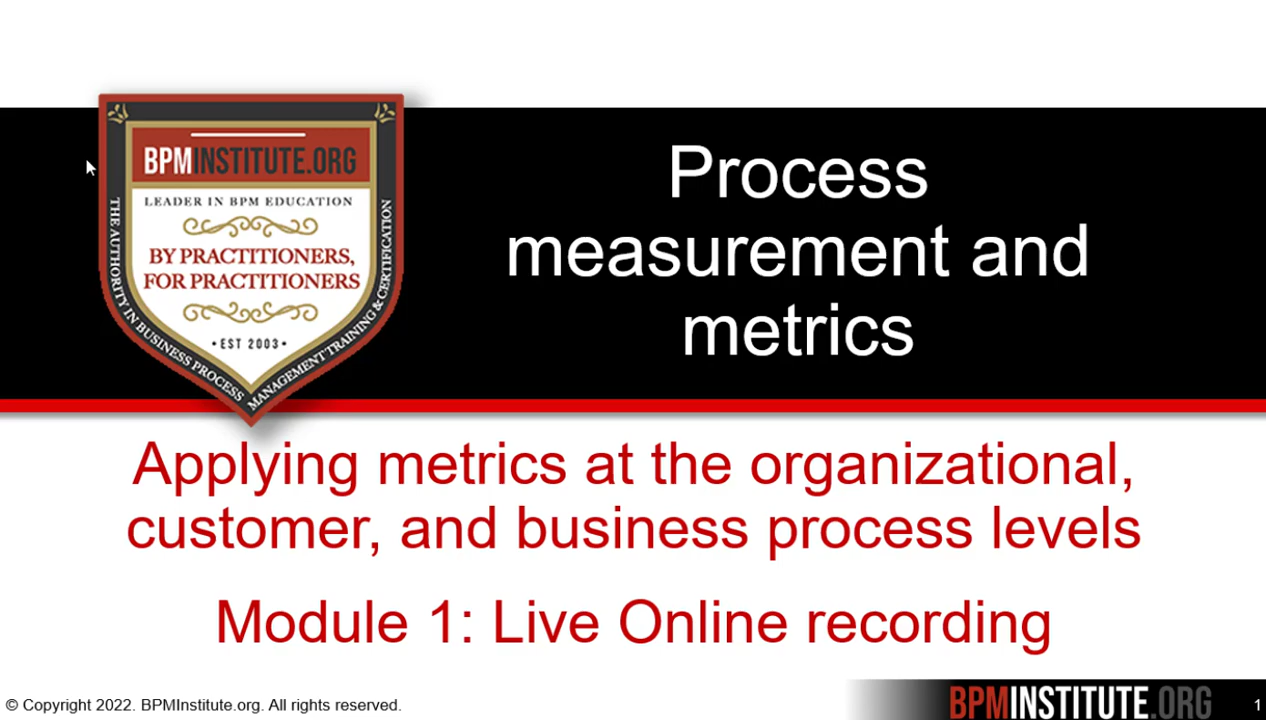 BPMINSTITUTE.ORG
LEADER IN BPM EDUCATION
BY PRACTITIONERS,
FOR PRACTITIONERS
•EST 2003•
THE AUTHORITY IN BUSINESS PROCESS
MANAGEMENT TRAINING & CERTIFICATION
Process
measurement and
metrics
Applying metrics at the organizational,
customer, and business process levels
Module 1: Live Online recording
© Copyright 2022. BPMInstitute.org. All rights reserved.
BPMINSTITUTE.ORG
1